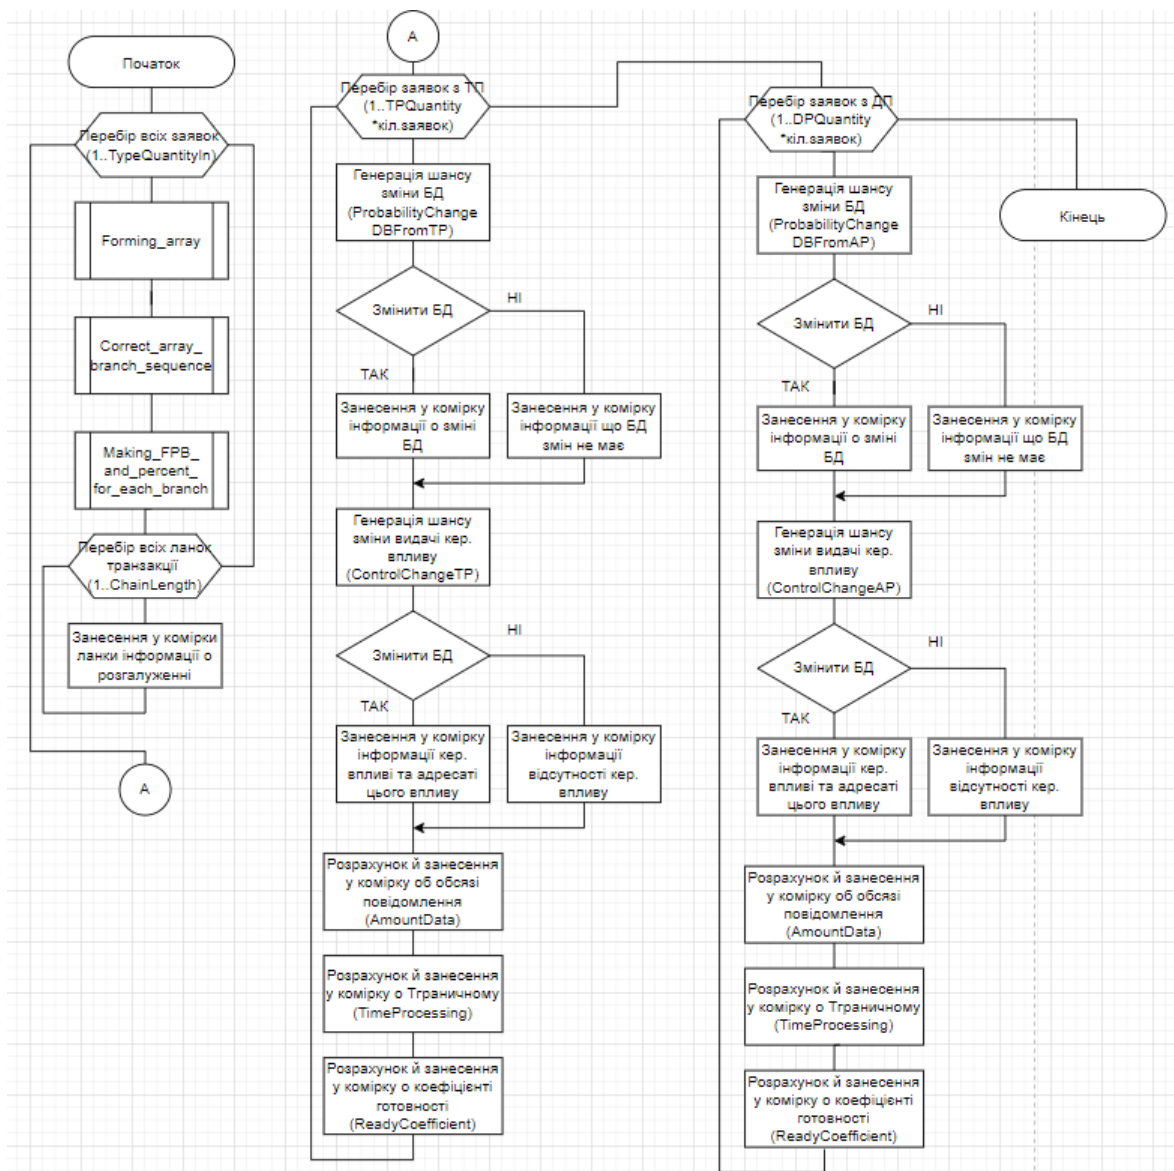 Початок
Перебір всіх заявок
(1..TypeQuantityIn)
Forming_array
Correct_array_
branch_sequence
Making_FPB_
and_percent_
for_each_branch
Перебір всіх ланок
транзакції
(1..ChainLength)
Занесення у комірки
ланки інформації о
розгалуженні
A
A
Перебір заявок з ТП
(1..TPQuantity
*кіл.заявок)
Генерація шансу
зміни БД
(ProbabilityChange
DBFromTP)
Змінити БД
НІ
ТАК
Занесення у комірку
інформації о зміні
БД
Занесення у комірку
інформації що БД
змін не має
Генерація шансу
зміни видачі кер.
впливу
(ControlChangeTP)
Змінити БД
НІ
ТАК
Занесення у комірку
інформації кер.
впливі та адресаті
цього впливу
Занесення у комірку
інформації
відсутності кер.
впливу
Розрахунок й занесення
у комірку об обсязі
повідомлення
(AmountData)
Розрахунок й занесення
у комірку о Тграничному
(TimeProcessing)
Розрахунок й занесення
у комірку о коефіцієнті
готовності
(ReadyCoefficient)
Перебір заявок з ДП
(1..DPQuantity
*кіл.заявок)
Генерація шансу
зміни БД
(ProbabilityChange
DBFromAP)
Змінити БД
НІ
ТАК
Занесення у комірку
інформації о зміні
БД
Занесення у комірку
інформації що БД
змін не має
Генерація шансу
зміни видачі кер.
впливу
(ControlChangeAP)
Змінити БД
НІ
ТАК
Занесення у комірку
інформації кер.
впливі та адресаті
цього впливу
Занесення у комірку
інформації
відсутності кер.
впливу
Розрахунок й занесення
у комірку об обсязі
повідомлення
(AmountData)
Розрахунок й занесення
у комірку о Тграничному
(TimeProcessing)
Розрахунок й занесення
у комірку о коефіцієнті
готовності
(ReadyCoefficient)
Кінець